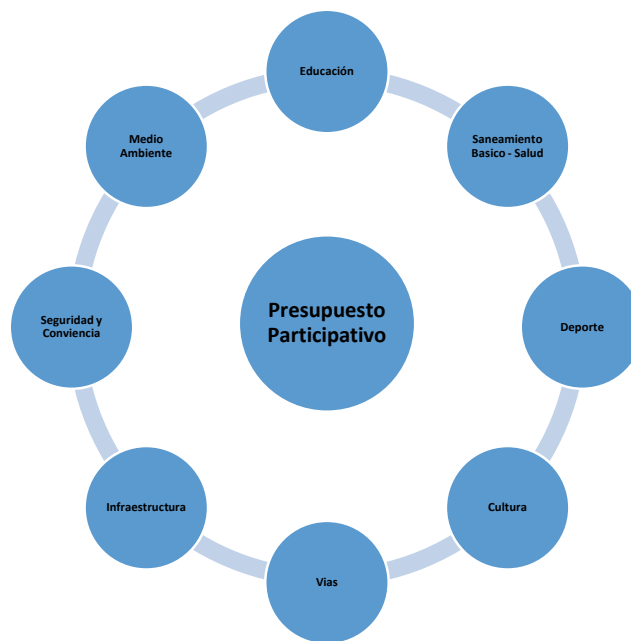 Educación
Saneamiento
Basico - Salud
Deporte
Cultura
Vias
Infraestructura
Seguridad y
Conviencia
Medio
Ambiente
Presupuesto
Participativo